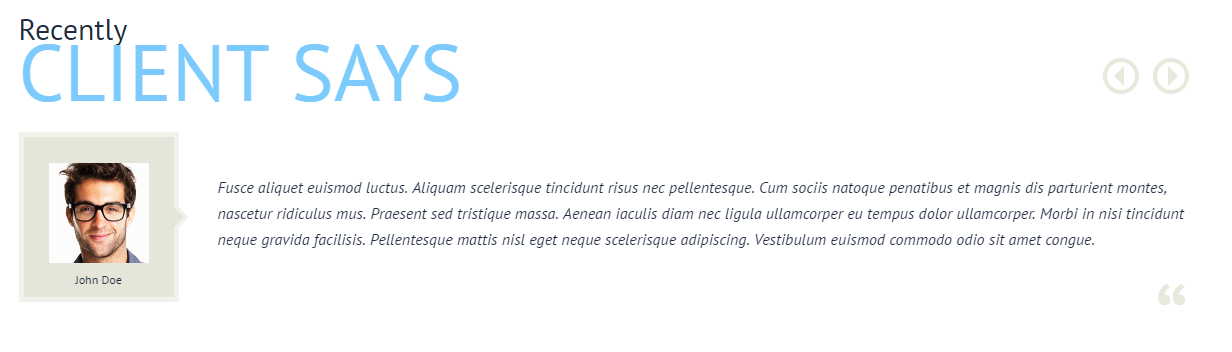 Recently
CLIENT SAYS
John Doe
Fusce aliquet euismod luctus. Aliquam scelerisque tincidunt risus nec pellentesque. Cum sociis natoque penatibus et magnis dis parturient montes,
nascetur ridiculus mus. Praesent sed tristique massa. Aenean iaculis diam nec ligula ullamcorper eu tempus dolor ullamcorper. Morbi in nisi tincidunt
neque gravida facilisis. Pellentesque mattis nisl eget neque scelerisque adipiscing. Vestibulum euismod commodo odio sit amet congue.
“